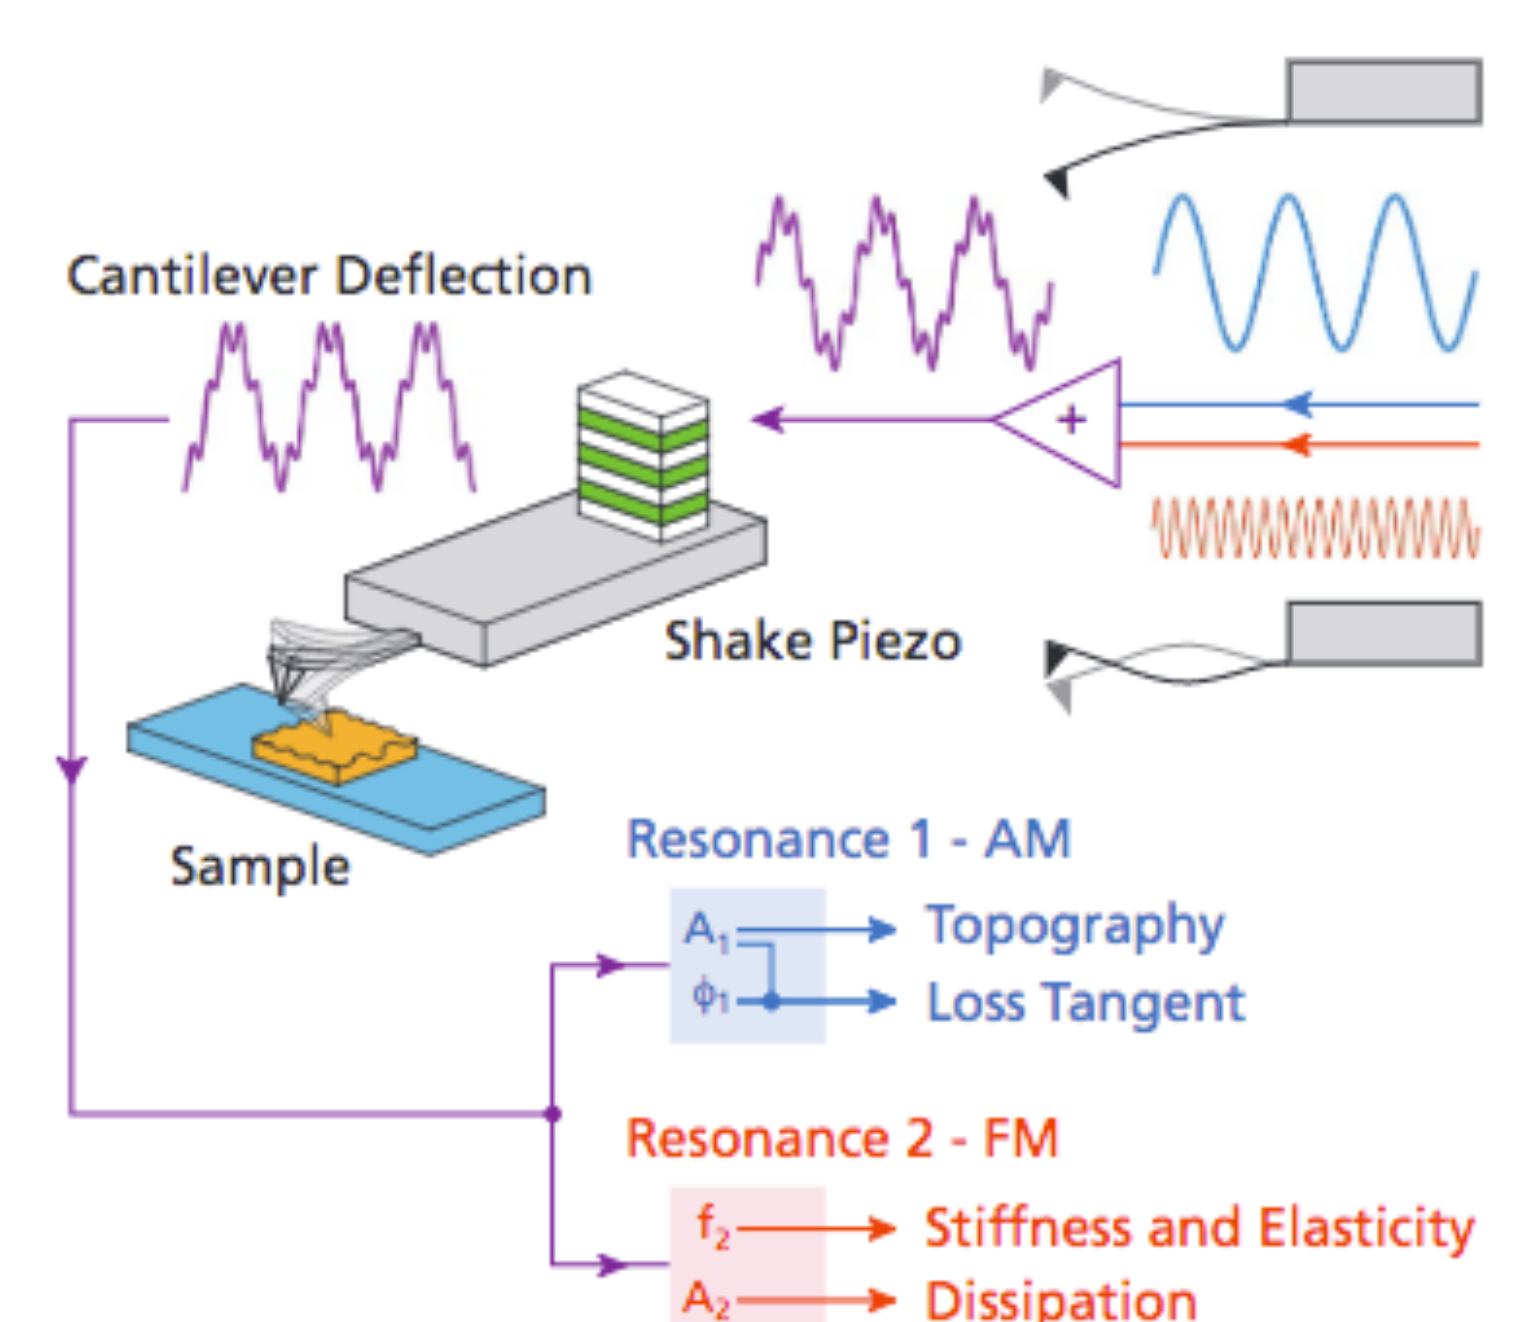 Cantilever Deflection
+
Shake Piezo
Sample
Resonance 1 - AM
A₁
Topography
ϕ₁
Loss Tangent
Resonance 2 - FM
f₂
Stiffness and Elasticity
A₂
Dissipation